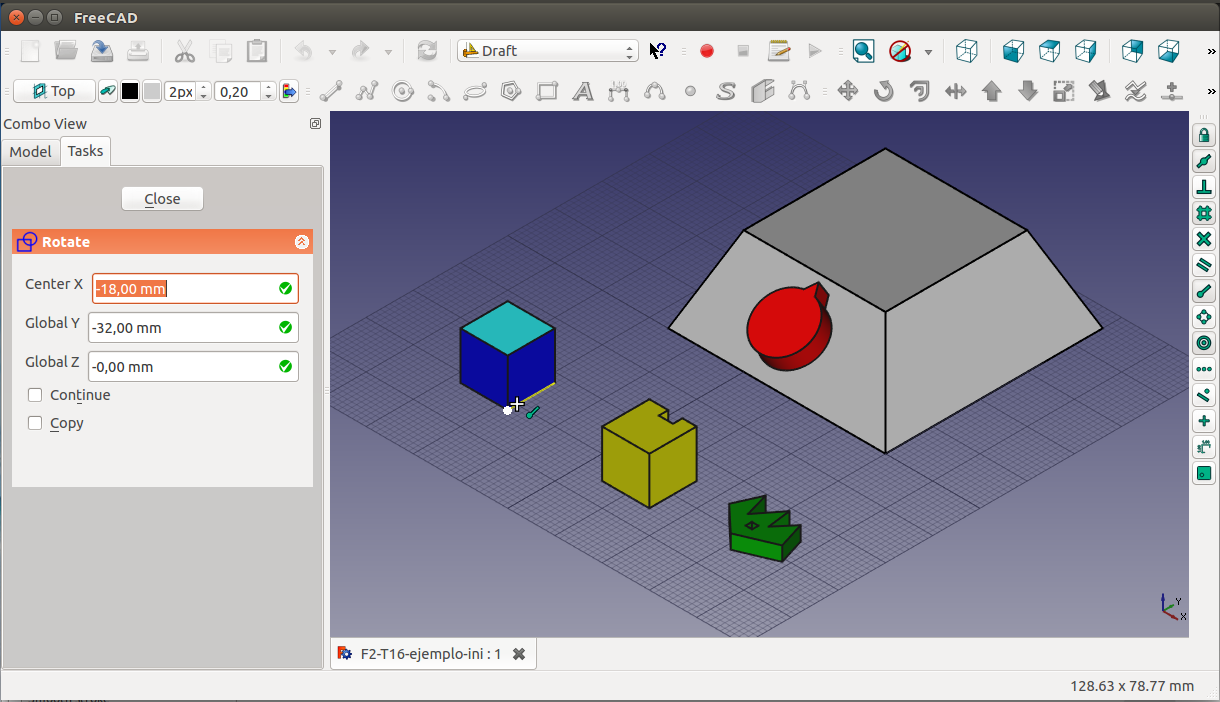 FreeCAD
Draft
Top
2px
0,20
Combo View
Model
Tasks
Close
Rotate
Center X
-18,00 mm
Global Y
-32,00 mm
Global Z
-0,00 mm
Continue
Copy
Y
X
F2-T16-ejemplo-ini : 1
128.63 x 78.77 mm